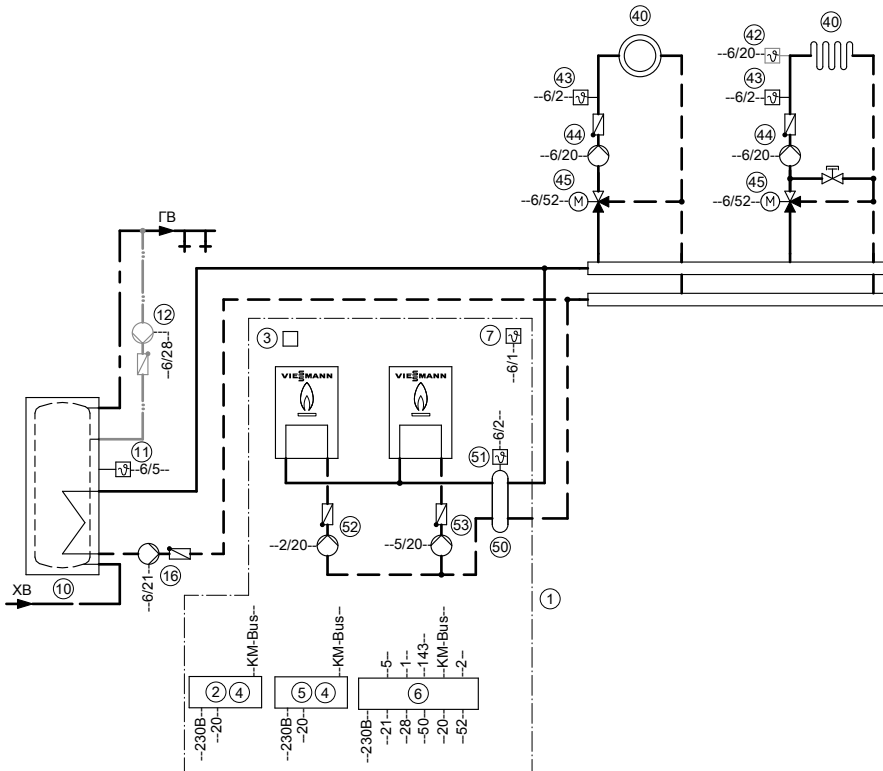 40 42 40
--6/20--
43 43
--6/2-- --6/2--
44 44
--6/20-- --6/20--
45 45
--6/52-- M --6/52-- M
ГВ
12
--6/28--
3 7
--6/1--
VIESMANN VIESMANN
11
--6/5--
51
--6/2--
52 53
--2/20-- --5/20--
50
16
--6/21--
10
ХВ
1
--KM-Bus-- --KM-Bus-- --5-- --1-- --143-- --KM-Bus-- --2--
2 4 5 4 6
--230В-- --20-- --230В-- --20-- --230В-- --21-- --28-- --50-- --20-- --52--